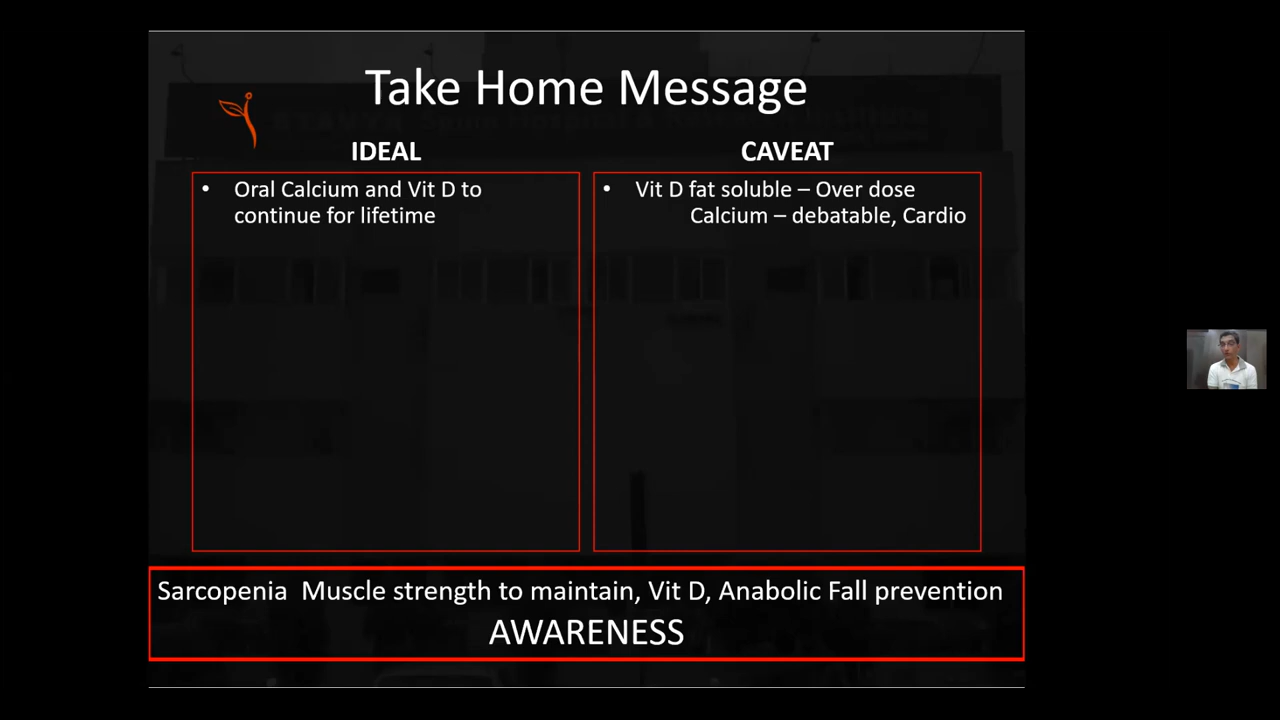 Take Home Message
IDEAL
• Oral Calcium and Vit D to
continue for lifetime
CAVEAT
• Vit D fat soluble – Over dose
Calcium – debatable, Cardio
Sarcopenia Muscle strength to maintain, Vit D, Anabolic Fall prevention
AWARENESS